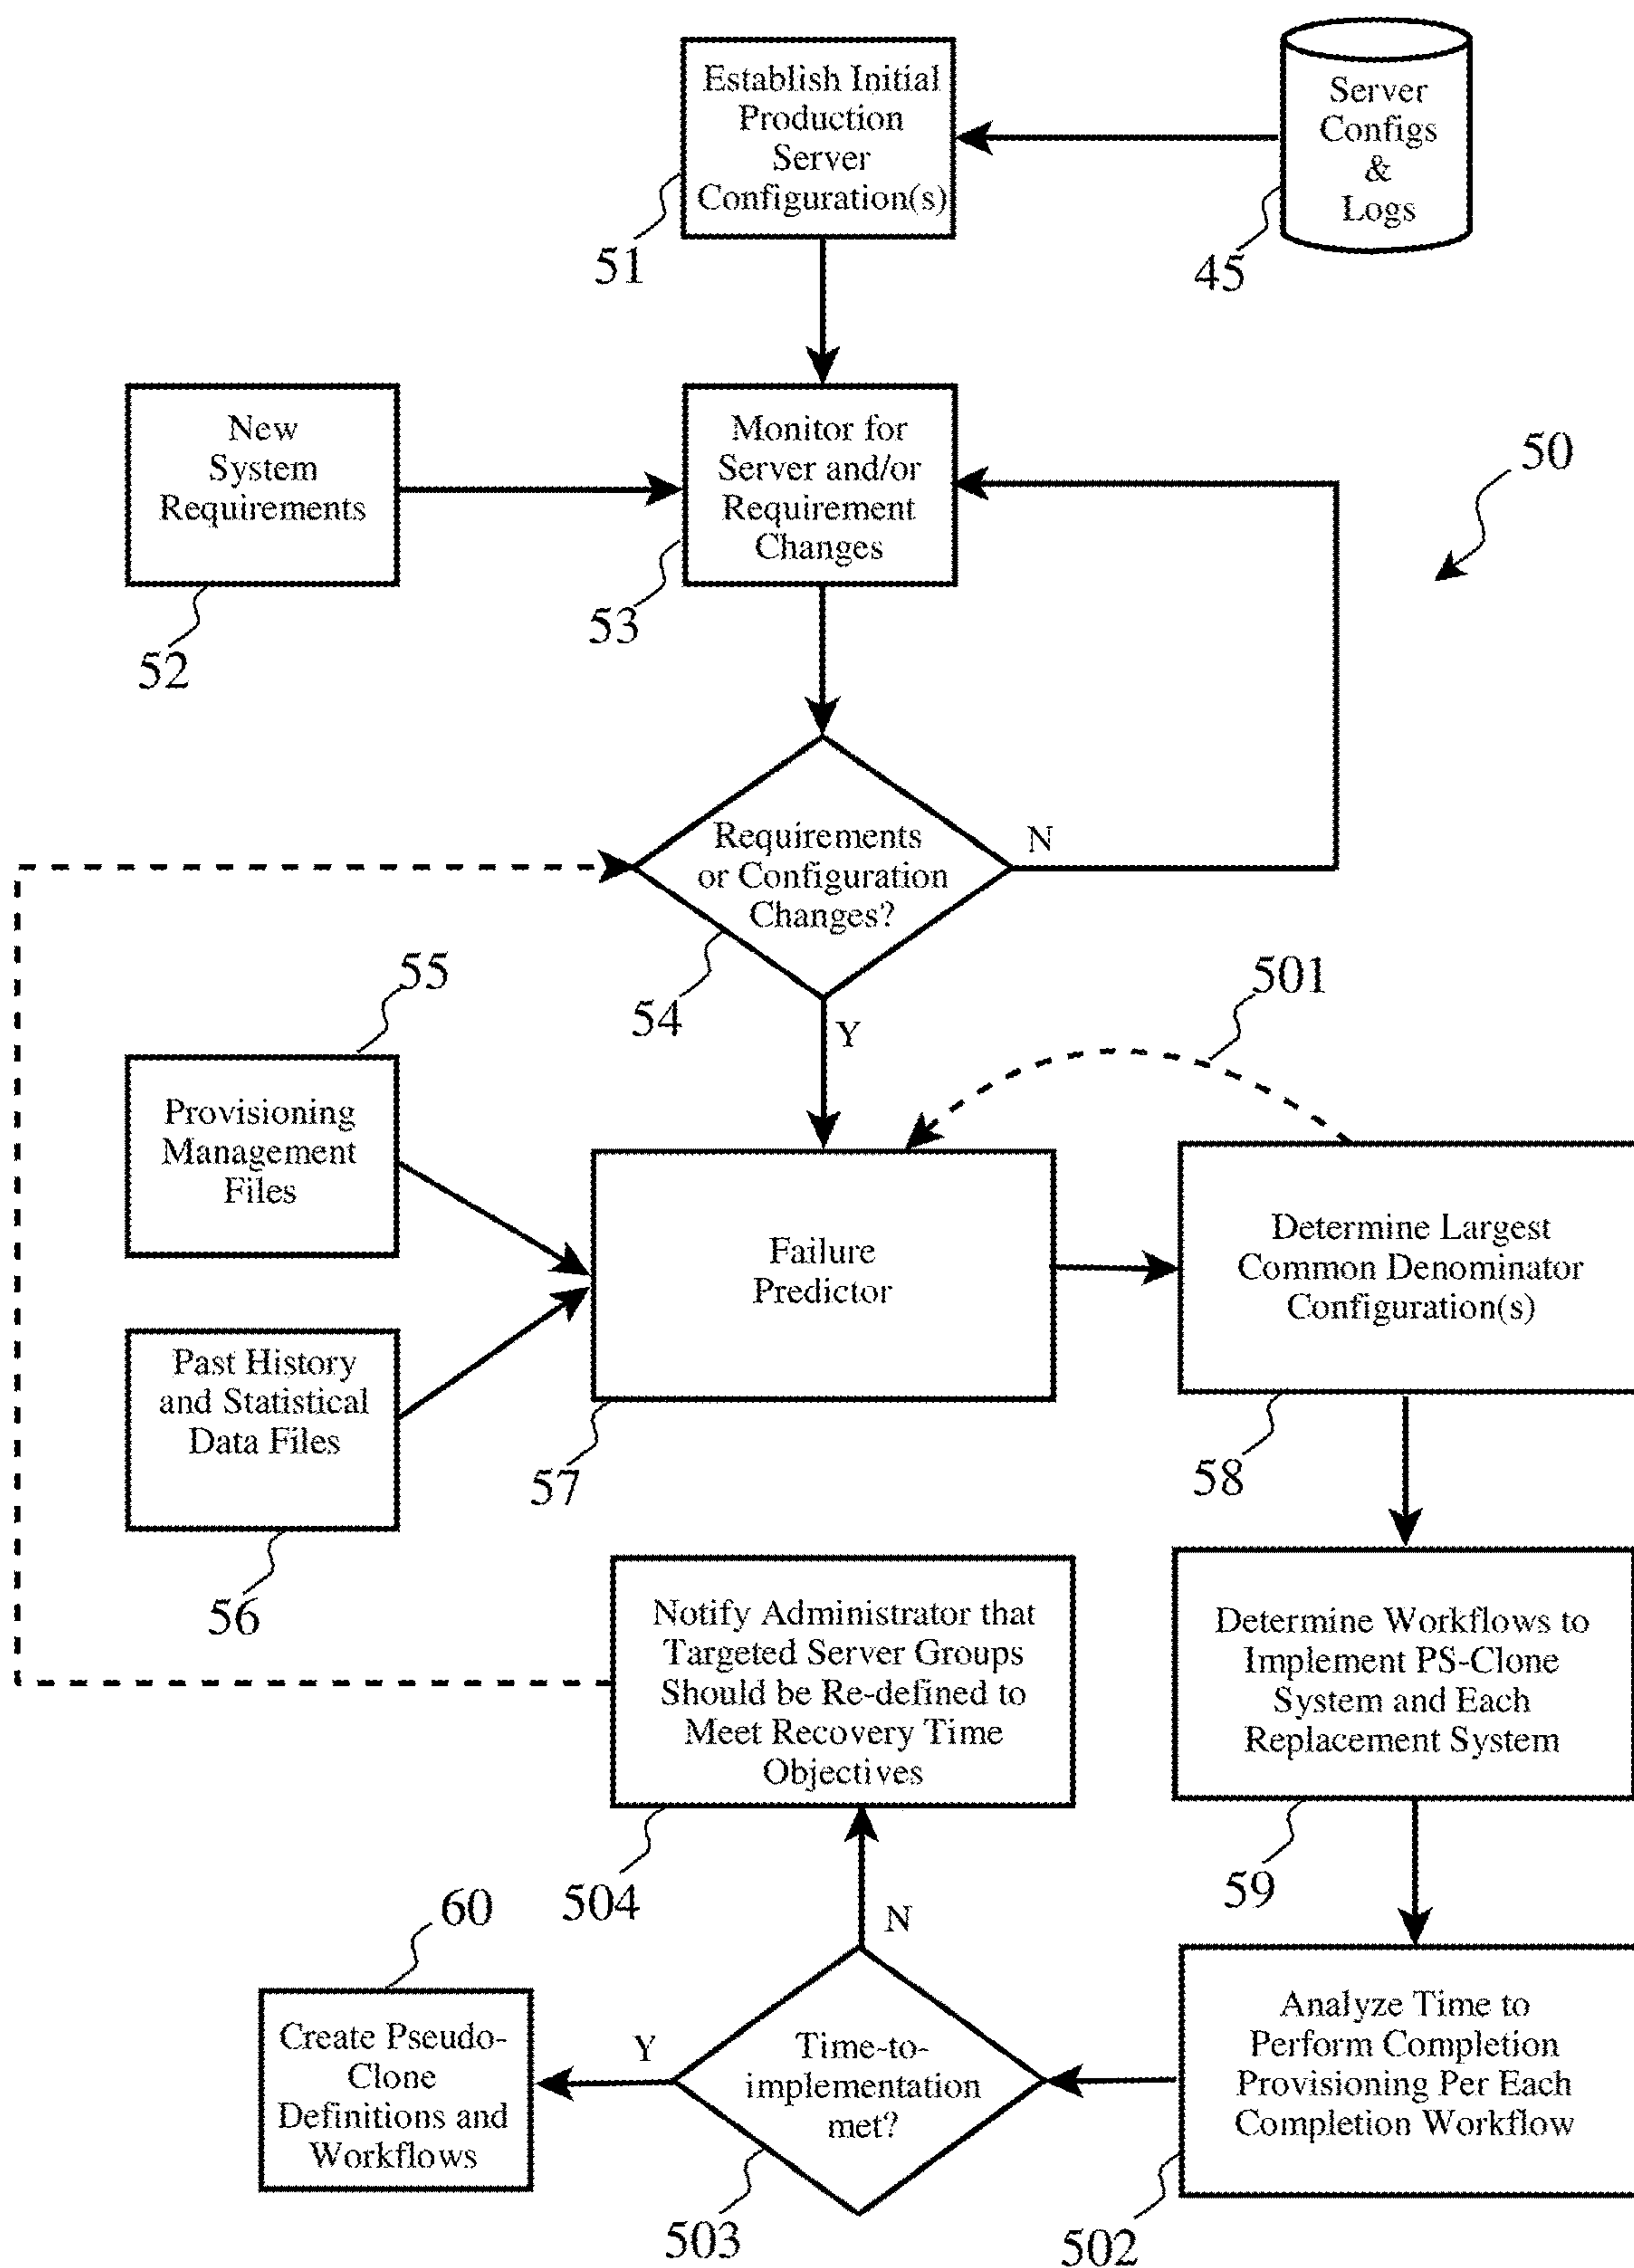 Establish Initial
Production
Server
Configuration(s)
51
Server
Configs
&
Logs
45
New
System
Requirements
52
Monitor for
Server and/or
Requirement
Changes
53
50
Requirements
or Configuration
Changes?
54
N
Y
55
Provisioning
Management
Files
501
Failure
Predictor
57
Determine Largest
Common Denominator
Configuration(s)
58
Past History
and Statistical
Data Files
56
Notify Administrator that
Targeted Server Groups
Should be Re-defined to
Meet Recovery Time
Objectives
504
Determine Workflows to
Implement PS-Clone
System and Each
Replacement System
59
60
Create Pseudo-
Clone
Definitions and
Workflows
Y
N
Time-to-
implementation
met?
503
Analyze Time to
Perform Completion
Provisioning Per Each
Completion Workflow
502